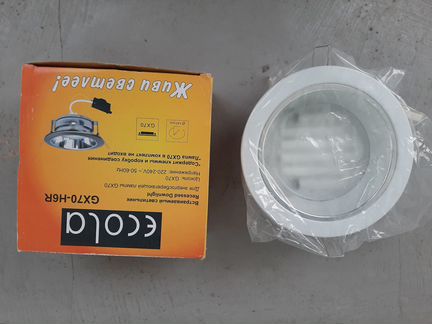 ecola
GX70-H6R
Встраиваемый светильник
Recessed Downlight
Для энергосберегающей лампы GX70
Цоколь: GX70
Напряжение: 220-240V ~ 50-60Hz
*Содержит клеммы и коробку соединения
*Лампа GX70 в комплект не входит
GX70
Живи светлее!